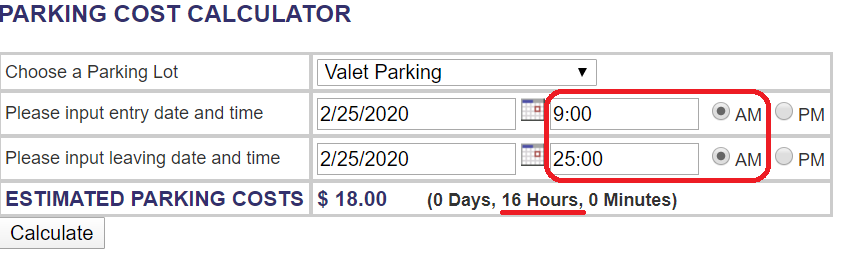 PARKING COST CALCULATOR
Choose a Parking Lot Valet Parking
Please input entry date and time 2/25/2020 9:00 AM PM
Please input leaving date and time 2/25/2020 25:00 AM PM
ESTIMATED PARKING COSTS $ 18.00 (0 Days, 16 Hours, 0 Minutes)
Calculate